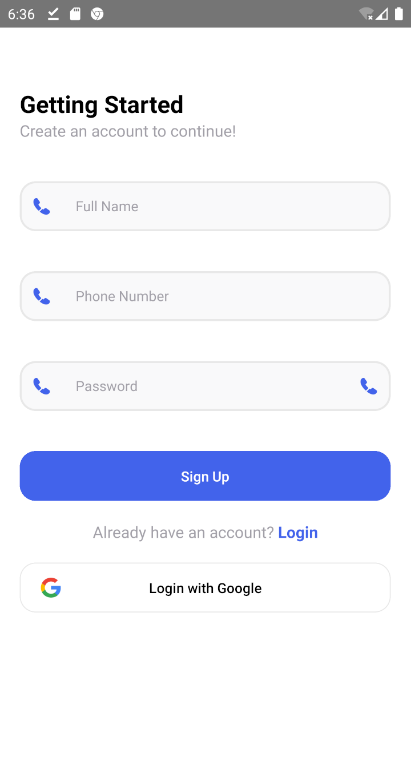 6:36
Getting Started
Create an account to continue!
Full Name
Phone Number
Password
Sign Up
Already have an account? Login
Login with Google